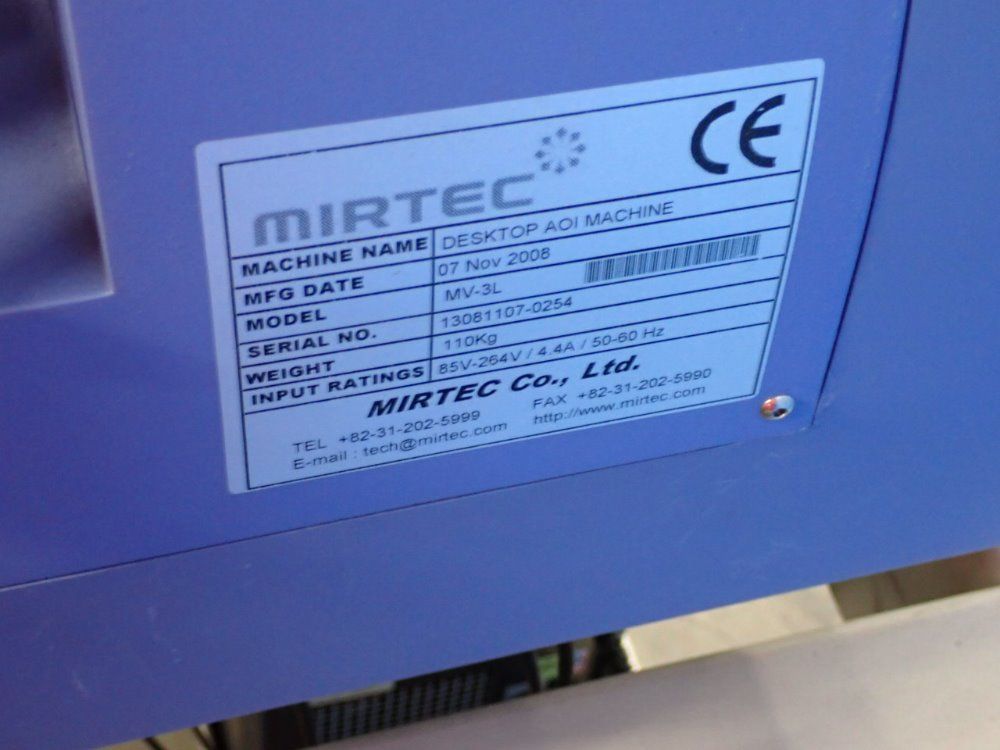 MIRTEC
CE
MACHINE NAME DESKTOP AOI MACHINE
MFG DATE 07 Nov 2008
MODEL MV-3L
SERIAL NO. 13081107-0254
WEIGHT 110Kg
INPUT RATINGS 85V-264V / 4.4A / 50-60 Hz
MIRTEC Co., Ltd.
TEL +82-31-202-5999 FAX +82-31-202-5990
E-mail : tech@mirtec.com http://www.mirtec.com